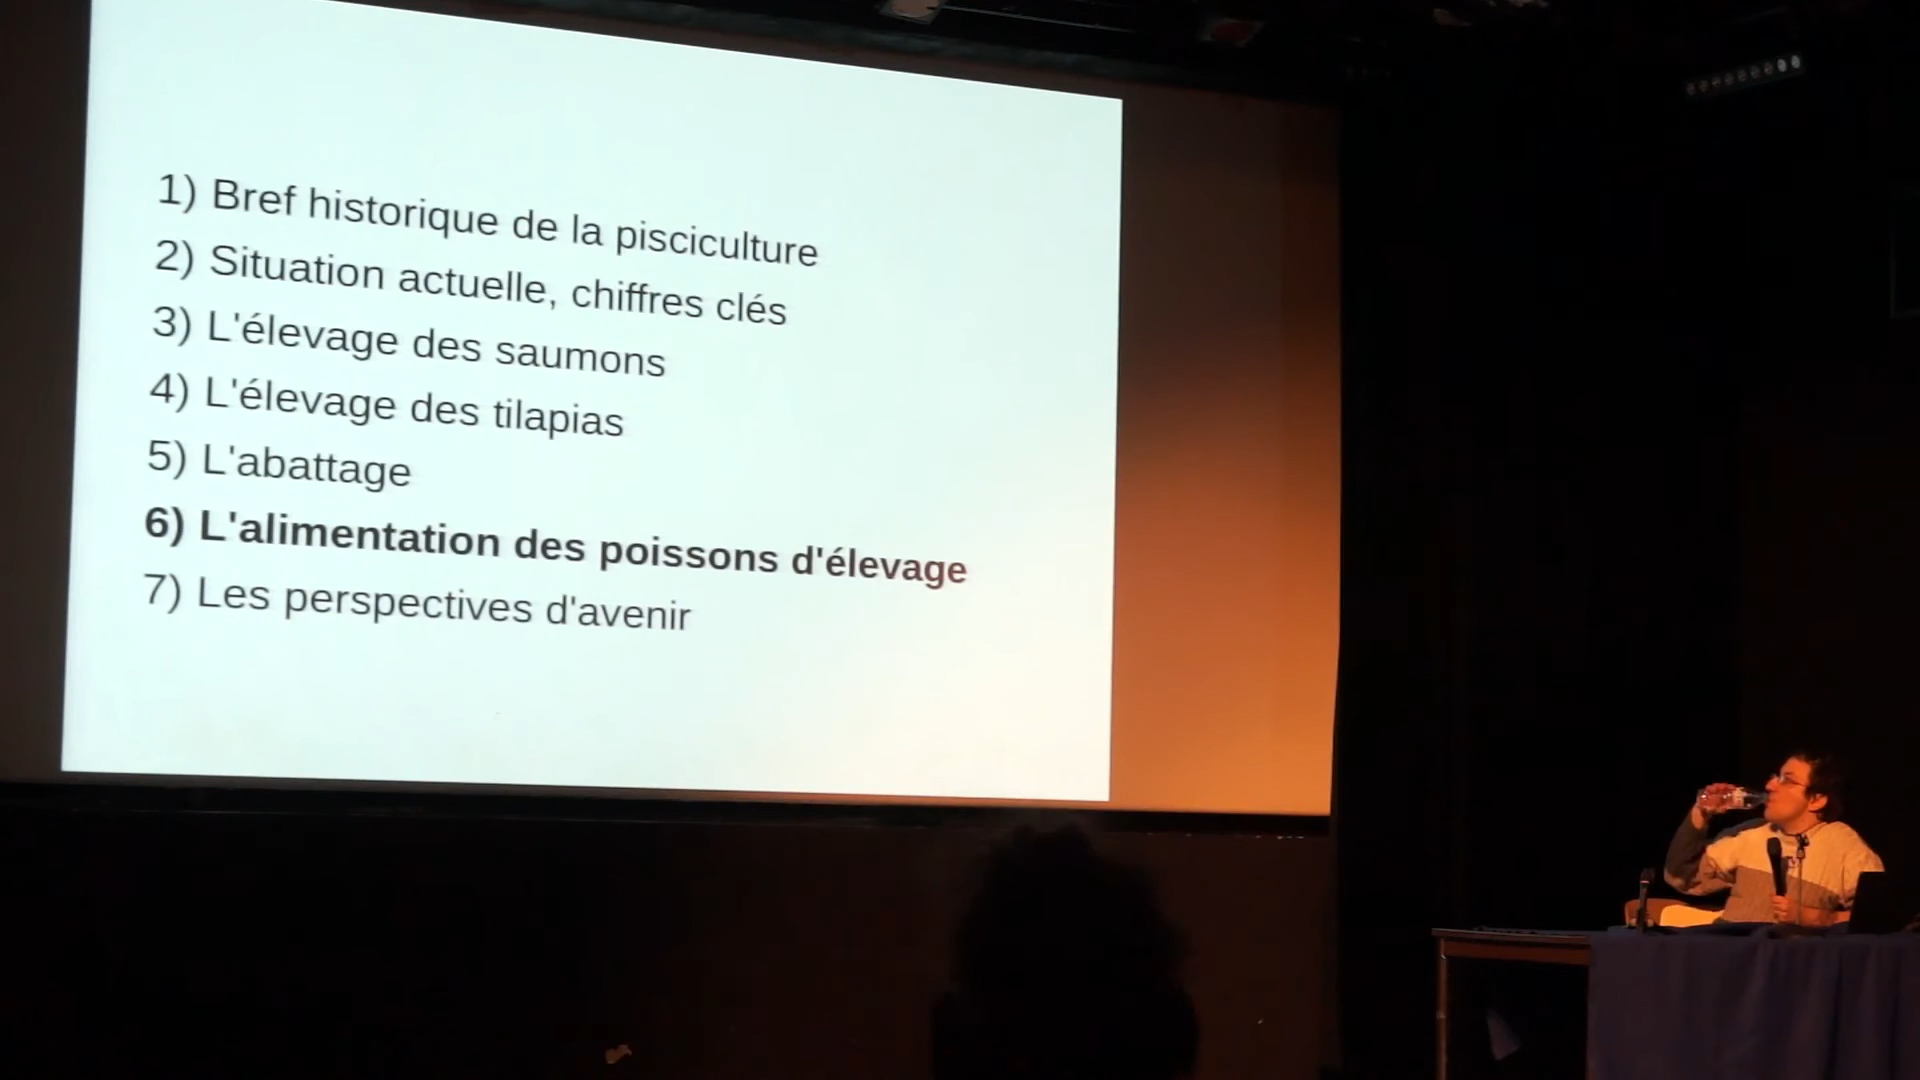 1) Bref historique de la pisciculture
2) Situation actuelle, chiffres clés
3) L'élevage des saumons
4) L'élevage des tilapias
5) L'abattage
6) L'alimentation des poissons d'élevage
7) Les perspectives d'avenir